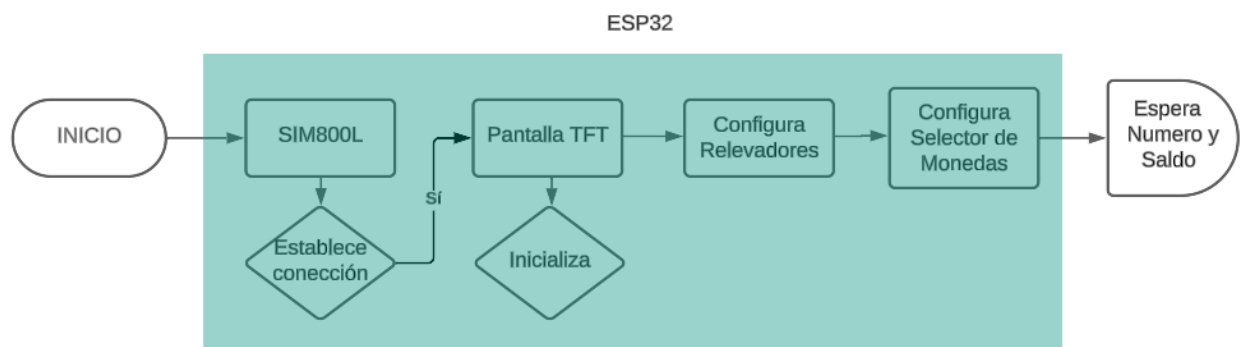 ESP32
INICIO
SIM800L
Establece
conección
Sí
Pantalla TFT
Inicializa
Configura
Relevadores
Configura
Selector de
Monedas
Espera
Numero y
Saldo